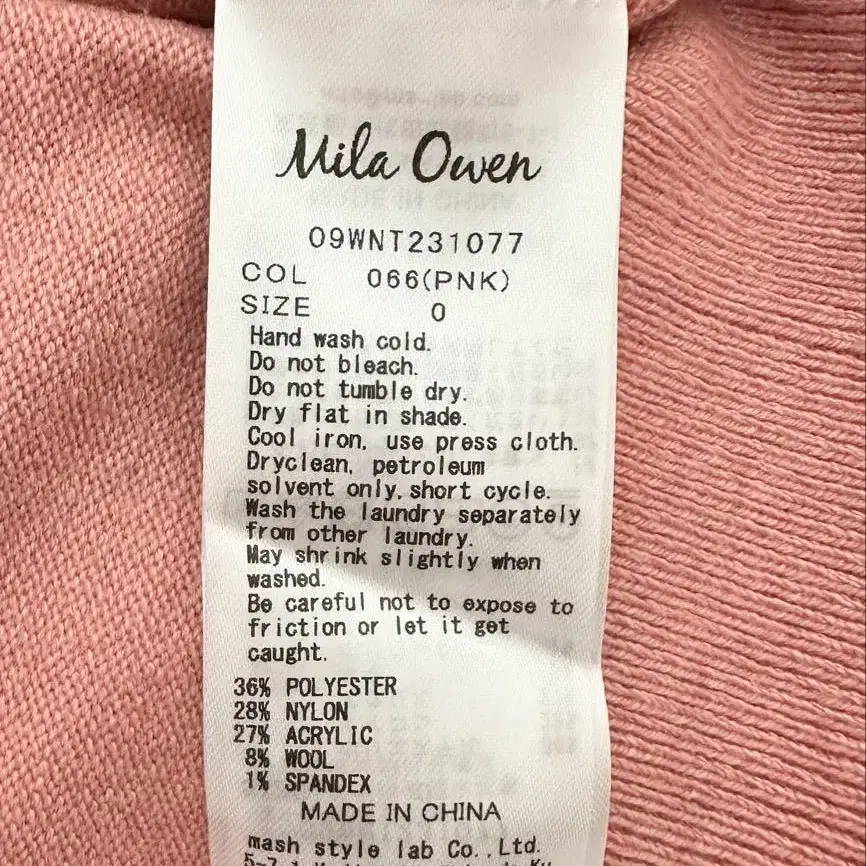 Mila Owen
09WNT231077
COL 066(PNK)
SIZE 0
Hand wash cold.
Do not bleach.
Do not tumble dry.
Dry flat in shade.
Cool iron, use press cloth.
Dryclean, petroleum
solvent only, short cycle.
Wash the laundry separately
from other laundry.
May shrink slightly when
washed.
Be careful not to expose to
friction or let it get
caught.
36% POLYESTER
28% NYLON
27% ACRYLIC
8% WOOL
1% SPANDEX
MADE IN CHINA
mash style lab Co., Ltd.